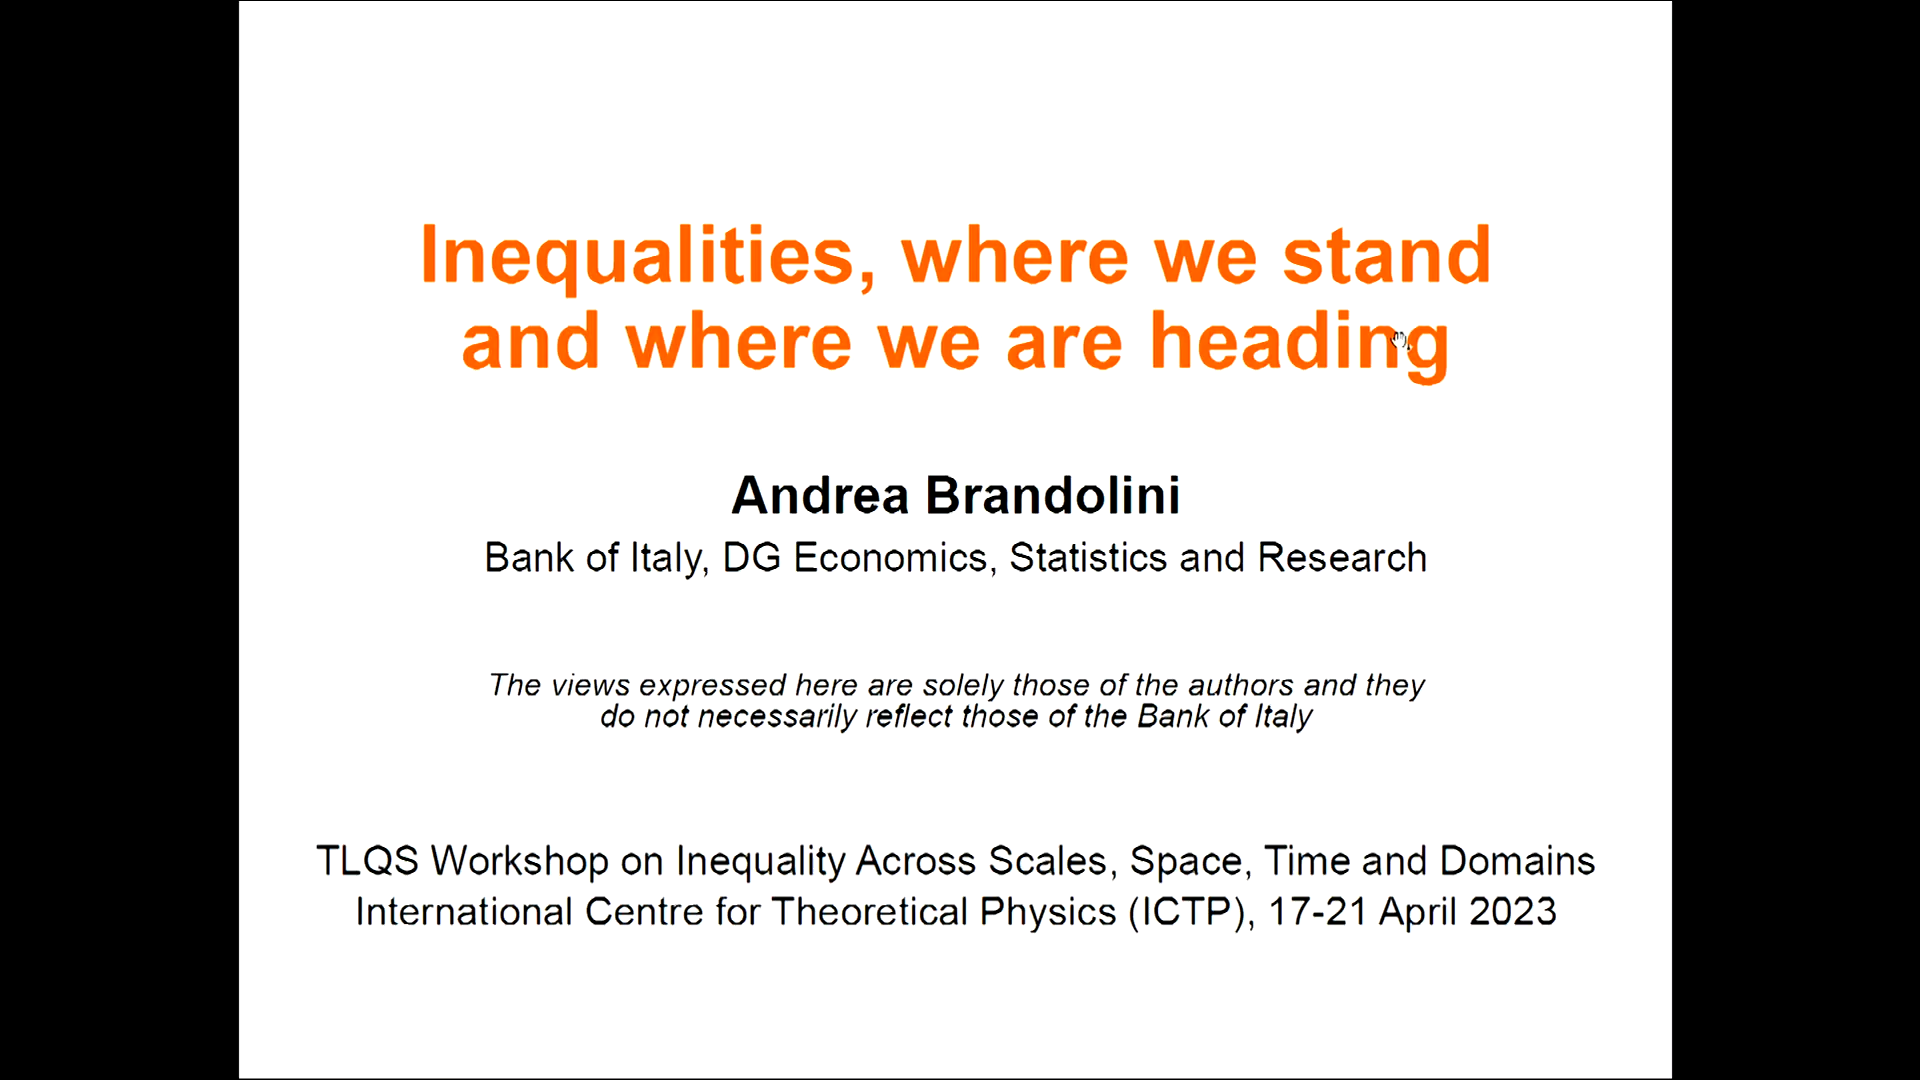 Inequalities, where we stand
and where we are heading
Andrea Brandolini
Bank of Italy, DG Economics, Statistics and Research
The views expressed here are solely those of the authors and they
do not necessarily reflect those of the Bank of Italy
TLQS Workshop on Inequality Across Scales, Space, Time and Domains
International Centre for Theoretical Physics (ICTP), 17-21 April 2023